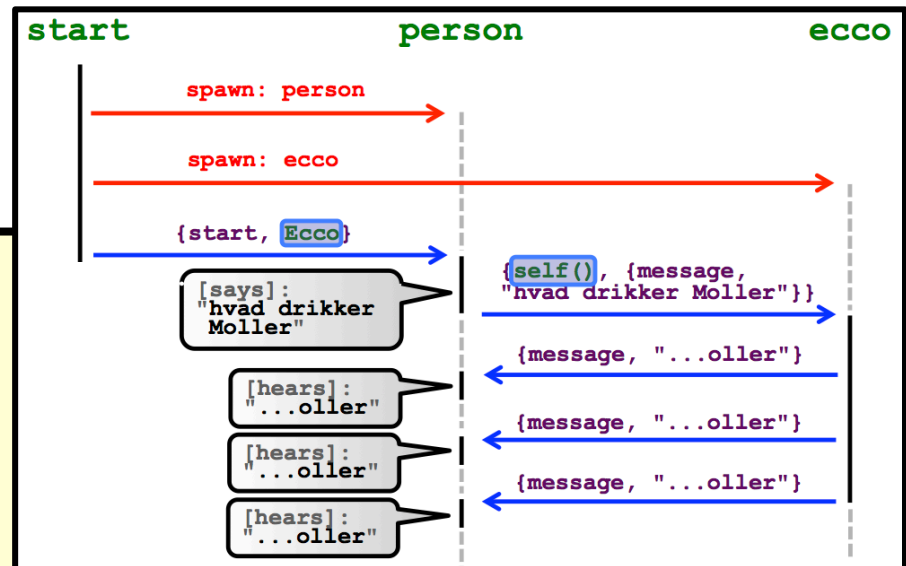 start person ecco
spawn: person
spawn: ecco
{start, Ecco}
{self(), {message,
"hvad drikker Moller"}}
[says]:
"hvad drikker
Moller"
{message, "...oller"}
[hears]:
"...oller"
{message, "...oller"}
[hears]:
"...oller"
{message, "...oller"}
[hears]:
"...oller"